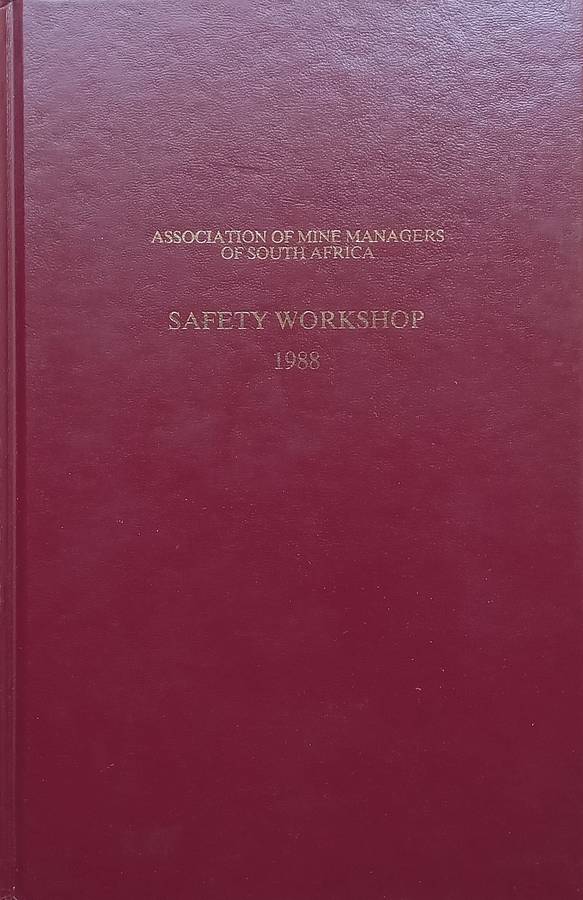 ASSOCIATION OF MINE MANAGERS
OF SOUTH AFRICA
SAFETY WORKSHOP
1988